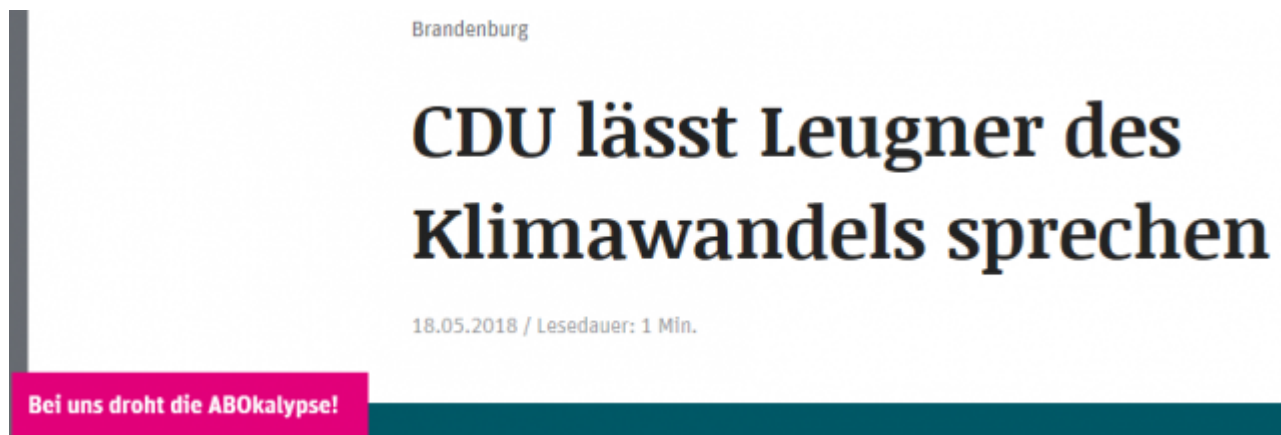 Brandenburg
CDU lässt Leugner des
Klimawandels sprechen
18.05.2018 / Lesedauer: 1 Min.
Bei uns droht die ABOkalypse!